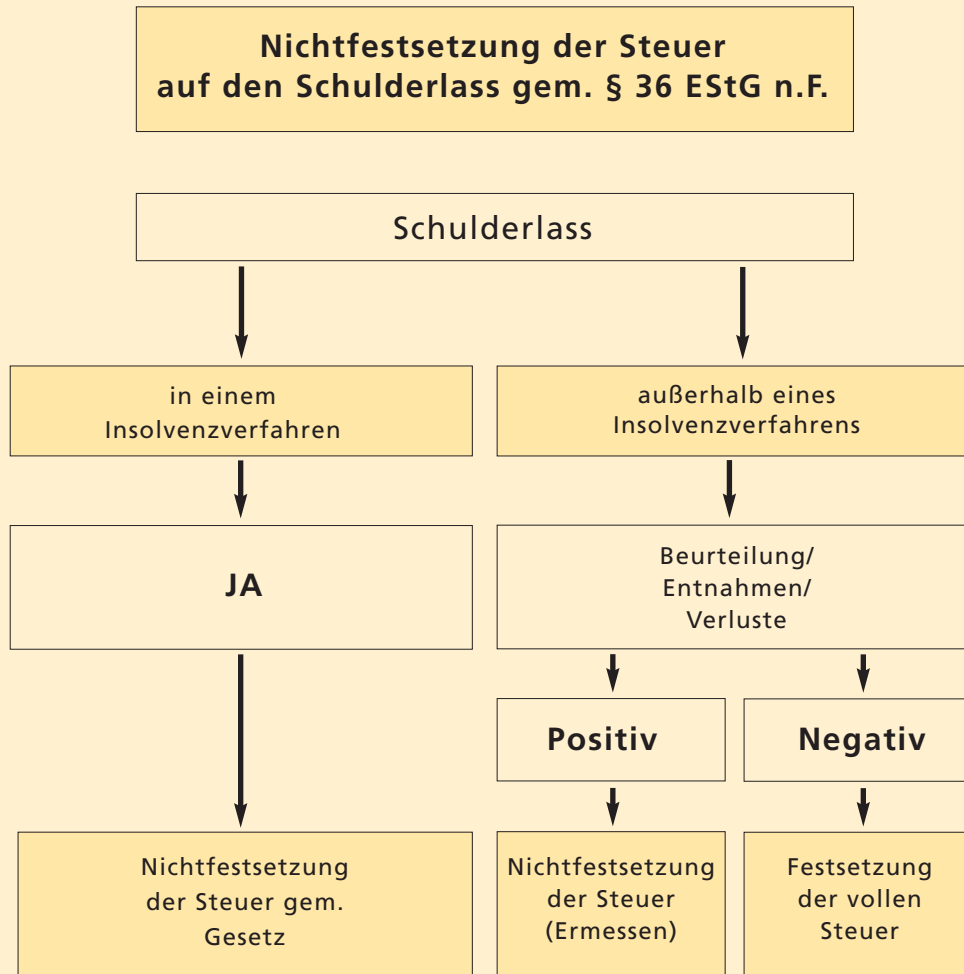 Nichtfestsetzung der Steuer
auf den Schulderlass gem. § 36 EStG n.F.
Schulderlass
in einem
Insolvenzverfahren
außerhalb eines
Insolvenzverfahrens
JA
Beurteilung/
Entnahmen/
Verluste
Positiv
Negativ
Nichtfestsetzung
der Steuer gem.
Gesetz
Nichtfestsetzung
der Steuer
(Ermessen)
Festsetzung
der vollen
Steuer